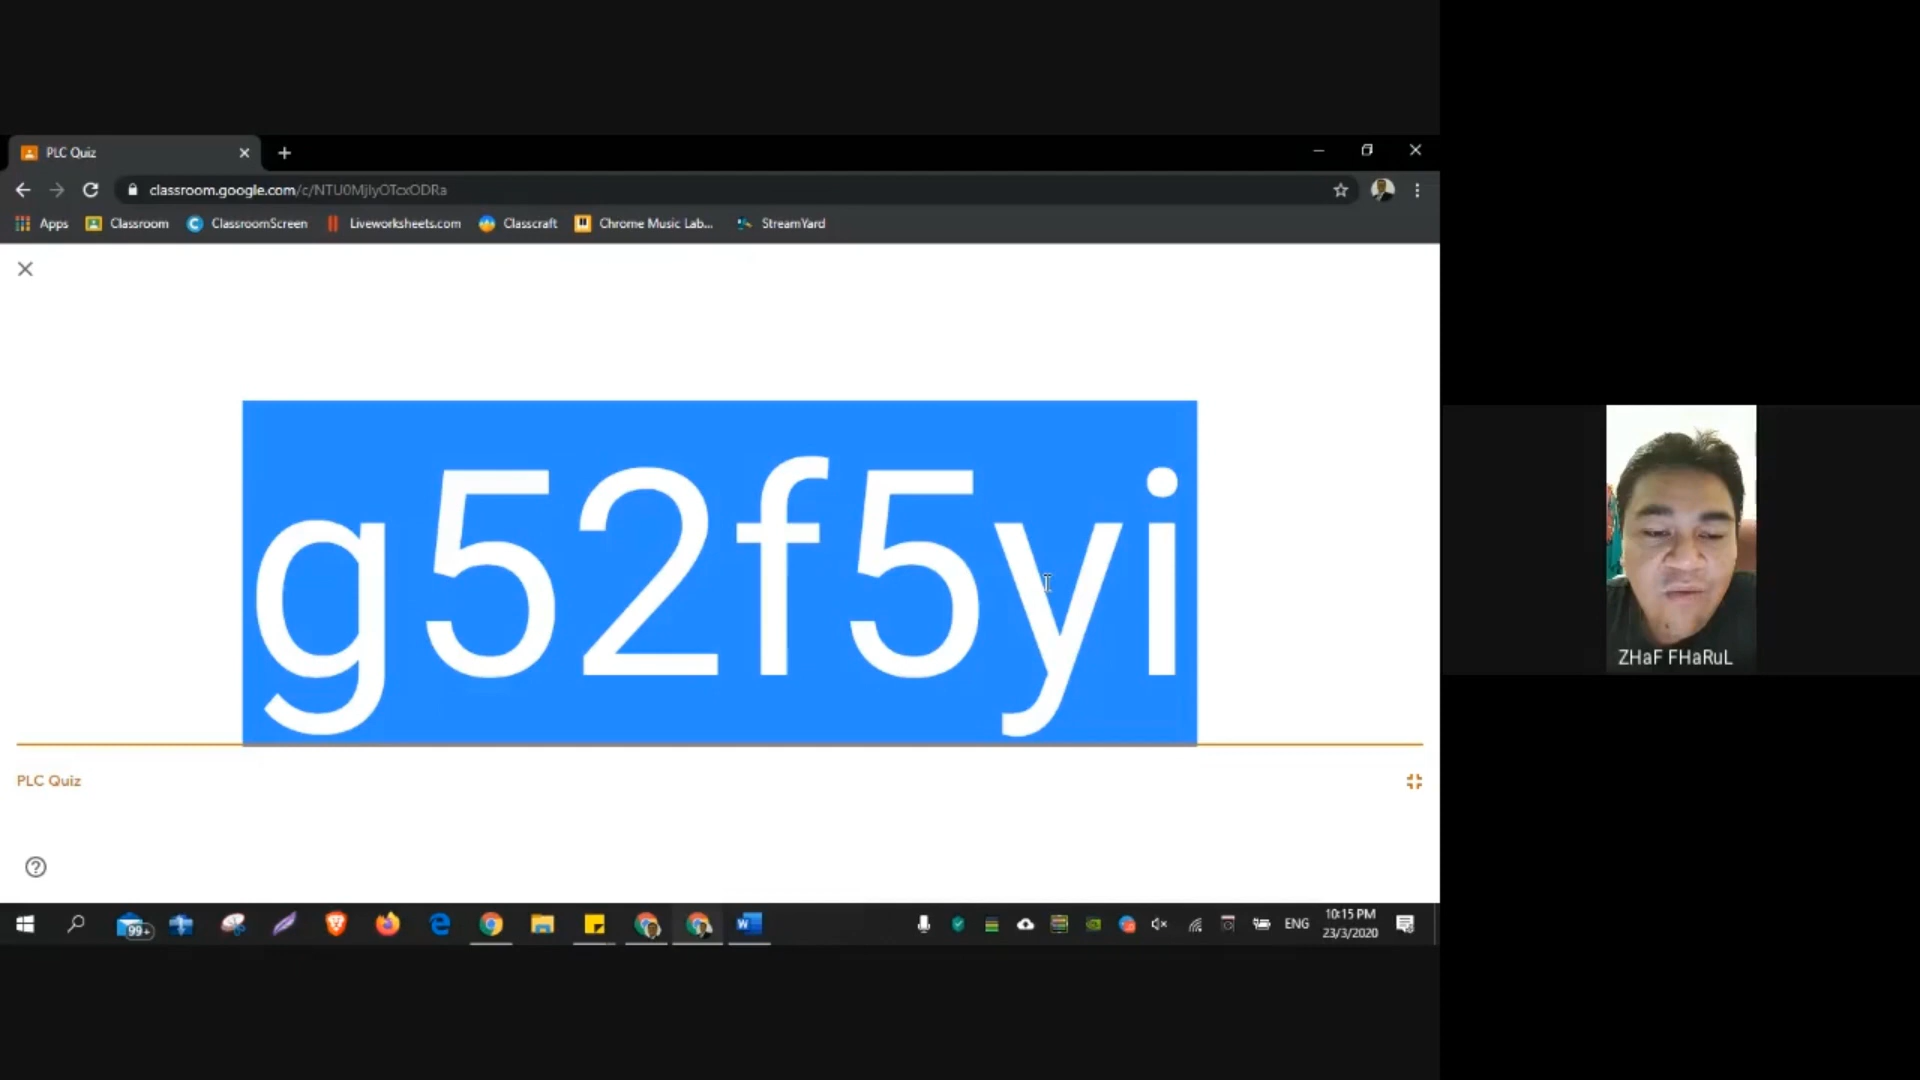 PLC Quiz
classroom.google.com/c/NTU0MjIyOTcxODRa
Apps Classroom ClassroomScreen Liveworksheets.com Classcraft Chrome Music Lab... StreamYard
g52f5yi
ZHaF FHaRuL
PLC Quiz
99+ ENG 10:15 PM
23/3/2020